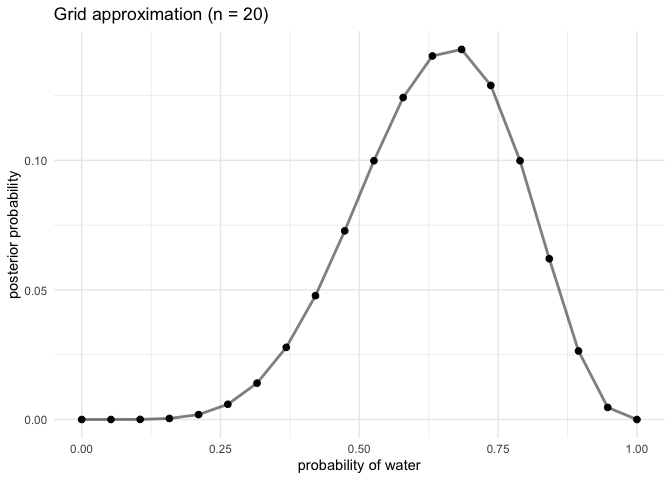 Grid approximation (n = 20)
posterior probability
0.10
0.05
0.00
0.00 0.25 0.50 0.75 1.00
probability of water